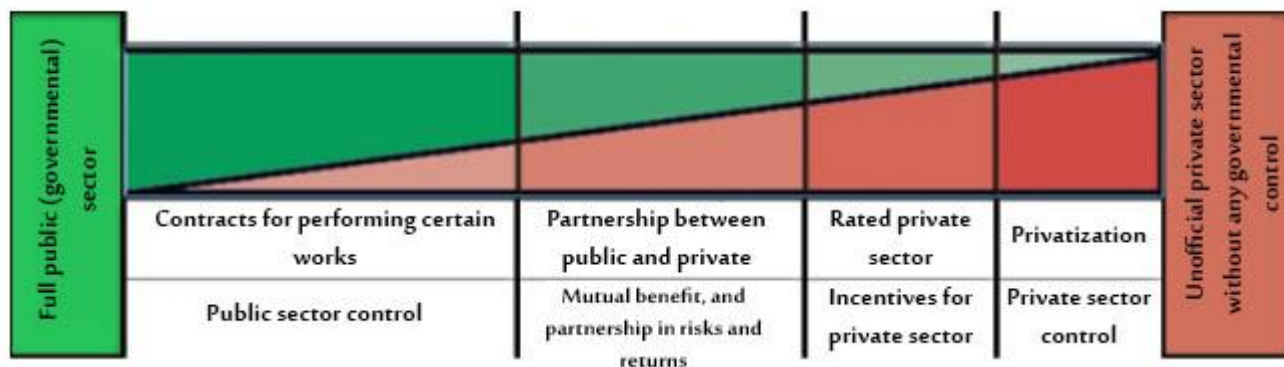 Full public (governmental)
sector
Contracts for performing certain
works
Partnership between
public and private
Rated private
sector
Privatization
Public sector control
Mutual benefit, and
partnership in risks and
returns
Incentives for
private sector
Private sector
control
Unofficial private sector
without any governmental
control